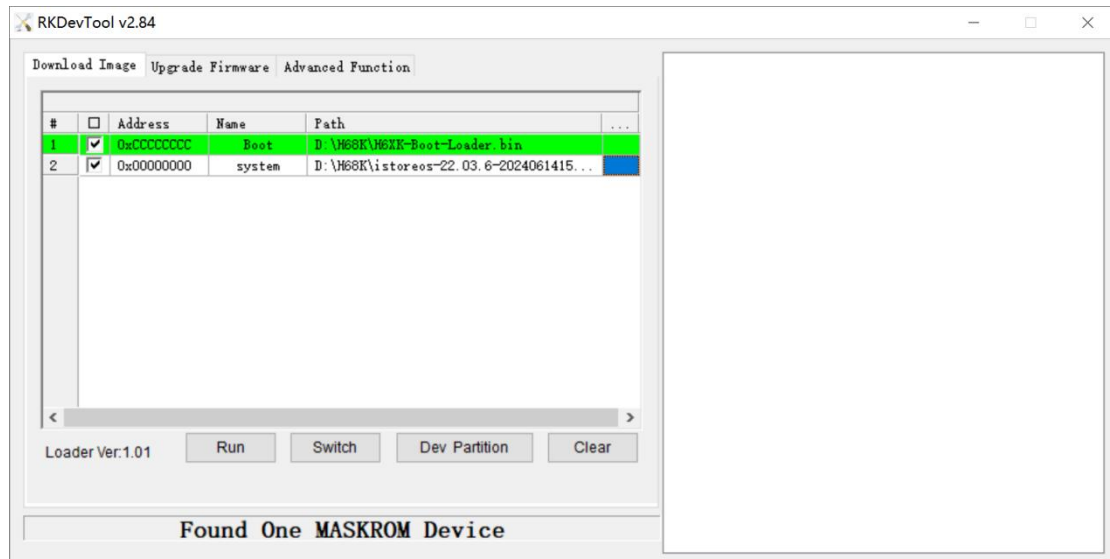 RKDevTool v2.84
Download Image Upgrade Firmware Advanced Function
# Address Name Path ...
1 0xCCCCCCCC Boot D:\H68K\H6XK-Boot-Loader.bin
2 0x00000000 system D:\H68K\istoreos-22.03.6-2024061415...
Loader Ver:1.01 Run Switch Dev Partition Clear
Found One MASKROM Device